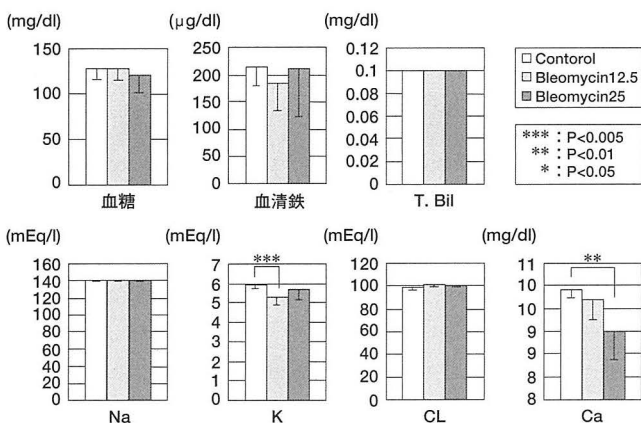 (mg/dl)
150
100
50
0
血糖
(μg/dl)
250
200
150
100
50
0
血清鉄
(mg/dl)
0.12
0.1
0.08
0.06
0.04
0.02
0
T. Bil
Contorol
Bleomycin12.5
Bleomycin25
*** : P<0.005
** : P<0.01
* : P<0.05
(mEq/l)
160
140
120
100
80
60
40
20
0
Na
(mEq/l)
7
6
5
4
3
2
1
0
***
K
(mEq/l)
120
100
80
60
40
20
0
CL
(mg/dl)
10
10
9
9
8
8
**
Ca